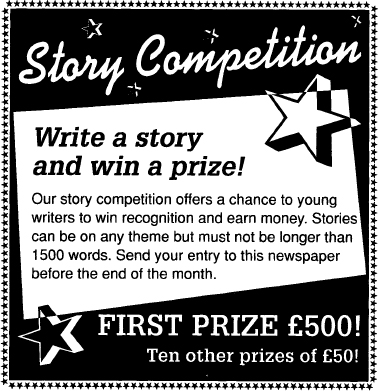 Story Competition
Write a story
and win a prize!
Our story competition offers a chance to young
writers to win recognition and earn money. Stories
can be on any theme but must not be longer than
1500 words. Send your entry to this newspaper
before the end of the month.
FIRST PRIZE £500!
Ten other prizes of £50!